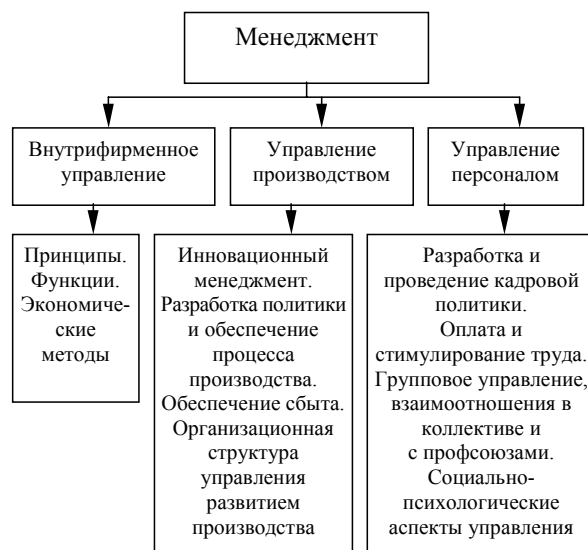 Менеджмент
Внутрифирменное
управление
Управление
производством
Управление
персоналом
Принципы.
Функции.
Экономиче-
ские
методы
Инновационный
менеджмент.
Разработка политики
и обеспечение
процесса
производства.
Обеспечение сбыта.
Организационная
структура
управления
развитием
производства
Разработка и
проведение кадровой
политики.
Оплата и
стимулирование труда.
Групповое управление,
взаимоотношения в
коллективе и
с профсоюзами.
Социально-
психологические
аспекты управления